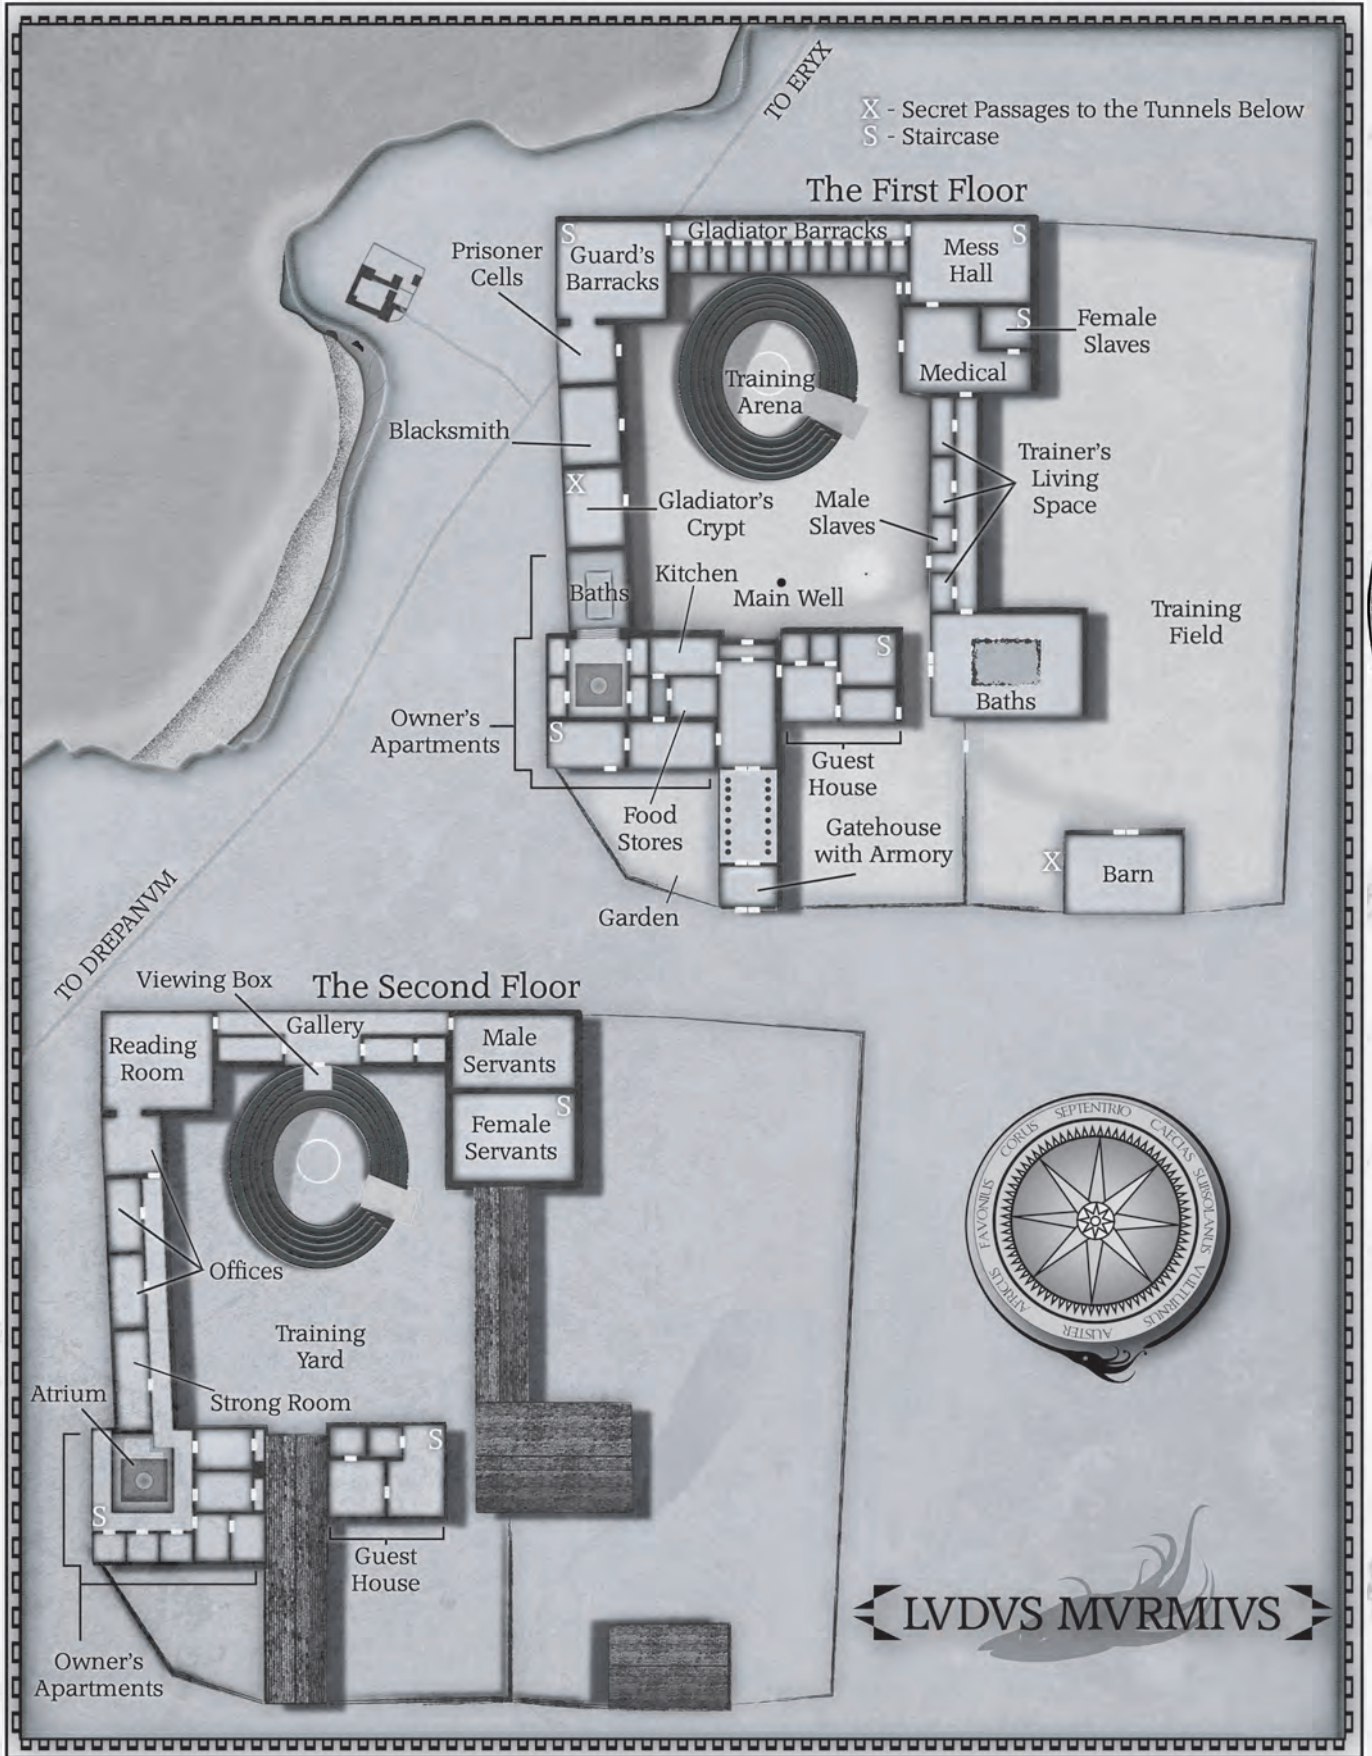 TO ERYX
X - Secret Passages to the Tunnels Below
S - Staircase
The First Floor
S
Guard's
Barracks
Gladiator Barracks
Mess
Hall
S
Prisoner
Cells
S
Female
Slaves
Medical
Training
Arena
Blacksmith
X
Gladiator's
Crypt
Male
Slaves
Trainer's
Living
Space
Baths
Kitchen
Main Well
Training
Field
S
Baths
Owner's
Apartments
S
Guest
House
Food
Stores
Gatehouse
with Armory
X
Barn
Garden
TO DREPANVM
Viewing Box
The Second Floor
Reading
Room
Gallery
Male
Servants
S
Female
Servants
Offices
Training
Yard
Strong Room
Atrium
S
S
Guest
House
Owner's
Apartments
SEPTENTRIO
CAECIAS
SUBSOLANUS
VULTURNUS
AUSTER
AFRICUS
FAVONIUS
CORUS
LVDVS MVRMIVS